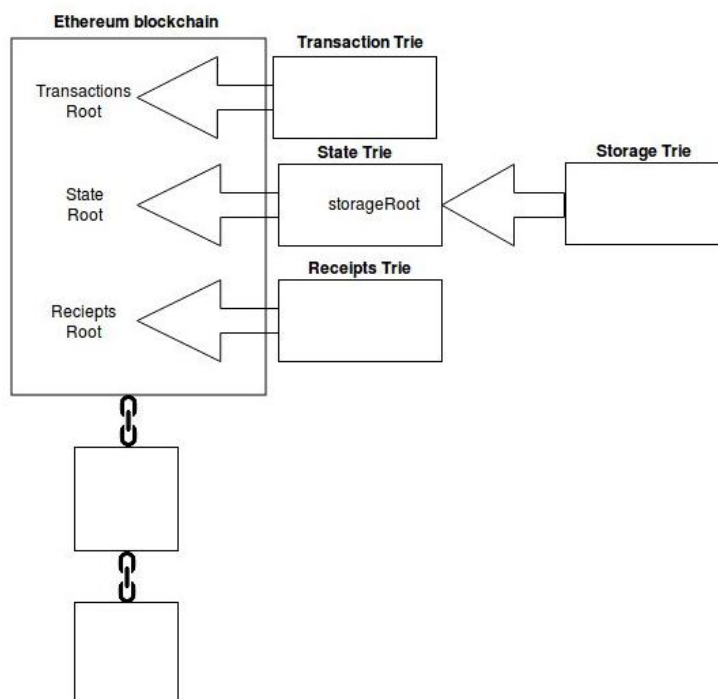 Ethereum blockchain
Transaction Trie
Transactions
Root
State Trie
Storage Trie
State
Root
storageRoot
Receipts Trie
Reciepts
Root